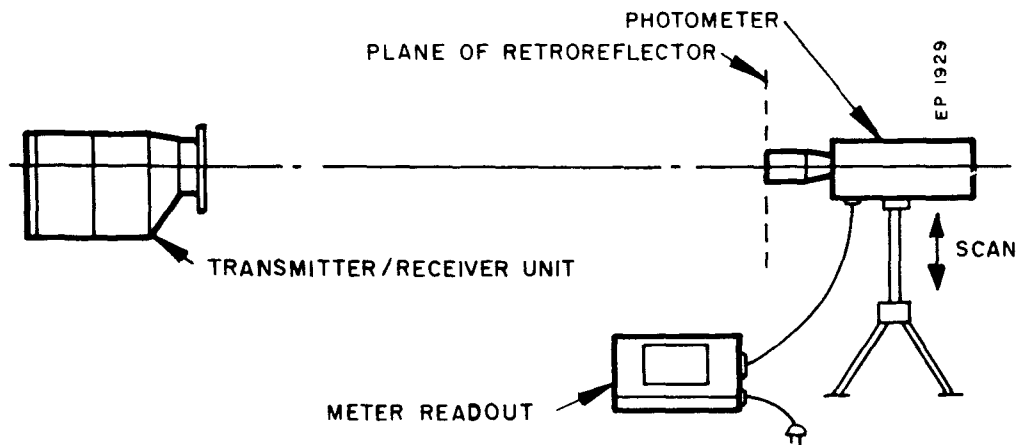 PHOTOMETER
PLANE OF RETROREFLECTOR
EP 1929
SCAN
TRANSMITTER/RECEIVER UNIT
METER READOUT